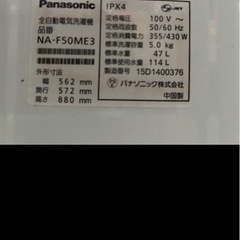 Panasonic
全自動電気洗濯機
品番
NA-F50ME3
外形寸法
幅 562 mm
奥行 572 mm
高さ 880 mm
IPX4
JET
定格電圧 100 V～
定格周波数 50/60 Hz
定格消費電力 355/430 W
標準洗濯容量 5.0 kg
標準水量 47 L
標準使用水量 114 L
製造番号 15D1400376
パナソニック株式会社
中国製